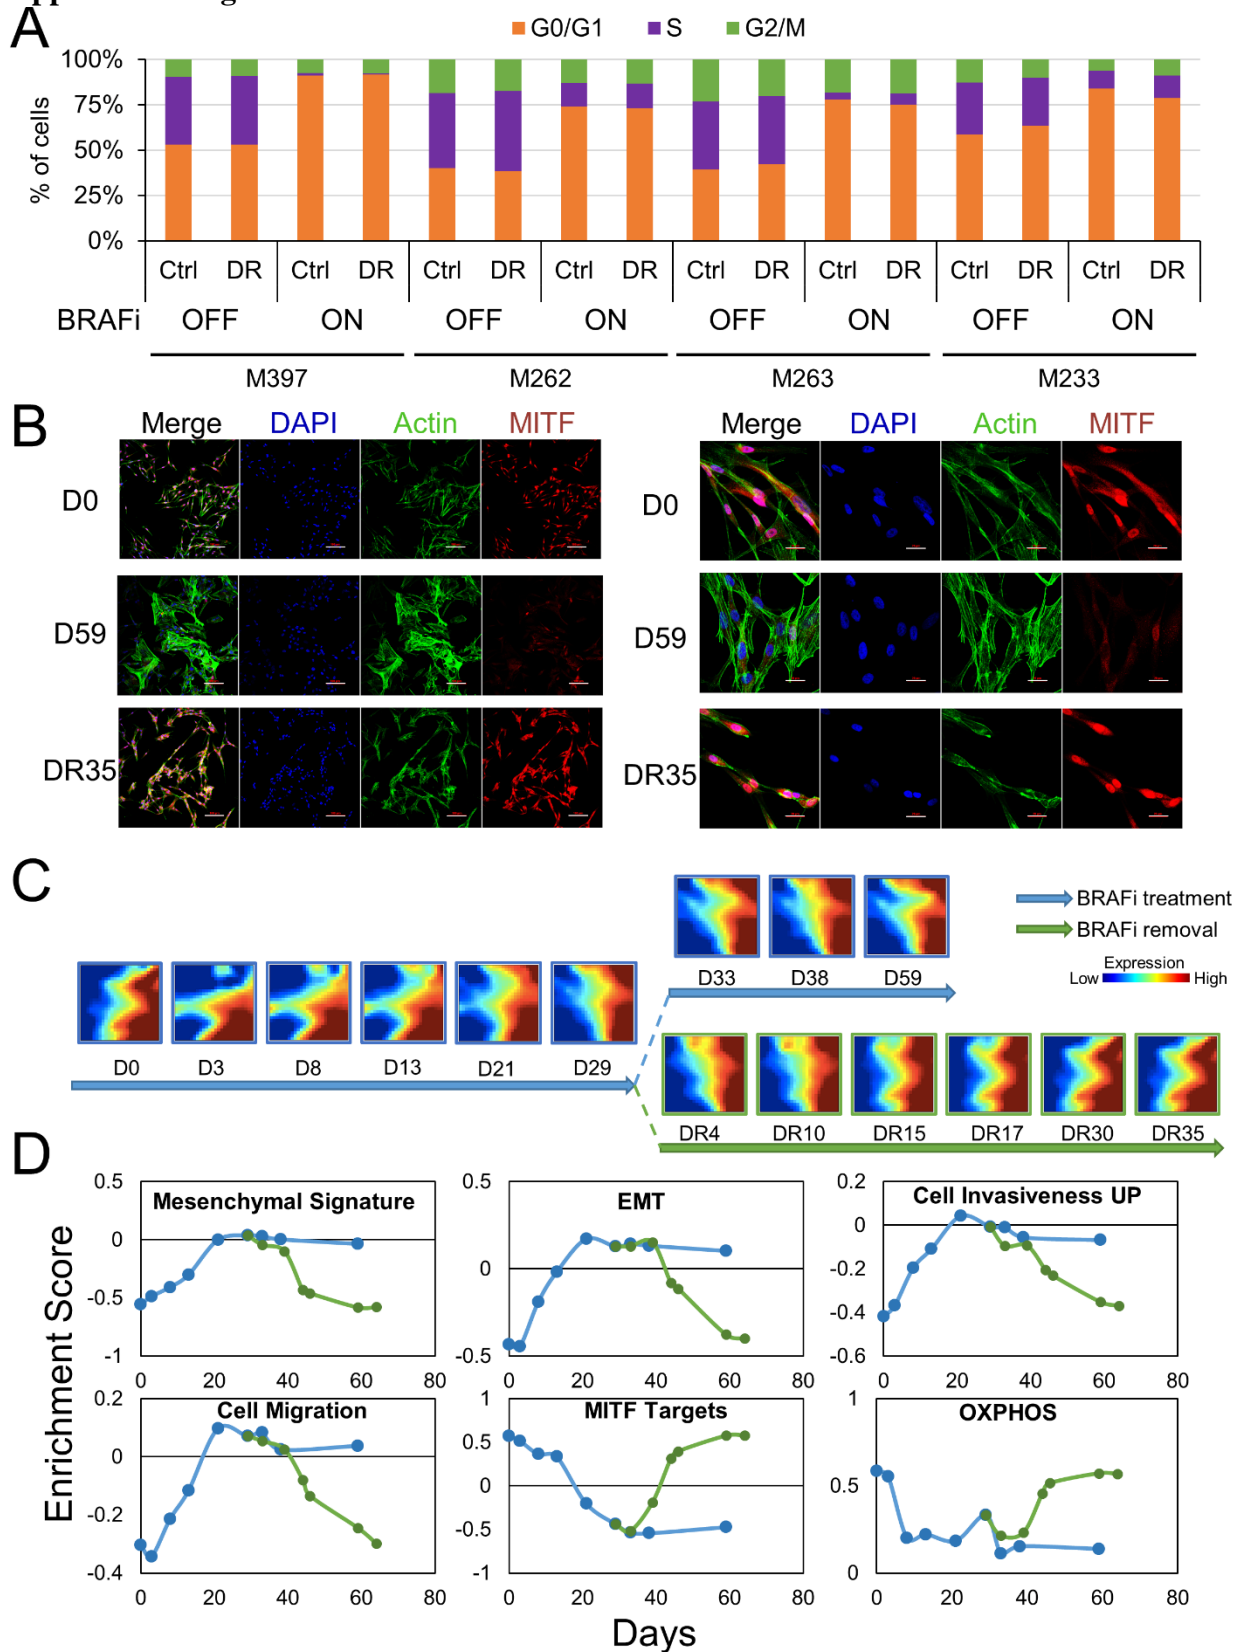 A
G0/G1 S G2/M
% of cells
100%
75%
50%
25%
0%
Ctrl DR Ctrl DR Ctrl DR Ctrl DR Ctrl DR Ctrl DR Ctrl DR Ctrl DR
BRAFi OFF ON OFF ON OFF ON OFF ON
M397 M262 M263 M233
B
Merge DAPI Actin MITF Merge DAPI Actin MITF
D0 D0
D59 D59
DR35 DR35
C
BRAFi treatment
BRAFi removal
Expression
Low High
D33 D38 D59
D0 D3 D8 D13 D21 D29
DR4 DR10 DR15 DR17 DR30 DR35
D
Enrichment Score
Mesenchymal Signature
0.5
0
-0.5
-1
0 20 40 60 80
EMT
0.5
0
-0.5
0 20 40 60 80
Cell Invasiveness UP
0.2
0
-0.2
-0.4
-0.6
0 20 40 60 80
Cell Migration
0.2
0
-0.2
-0.4
0 20 40 60 80
MITF Targets
1
0.5
0
-0.5
-1
0 20 40 60 80
OXPHOS
1
0.5
0
0 20 40 60 80
Days